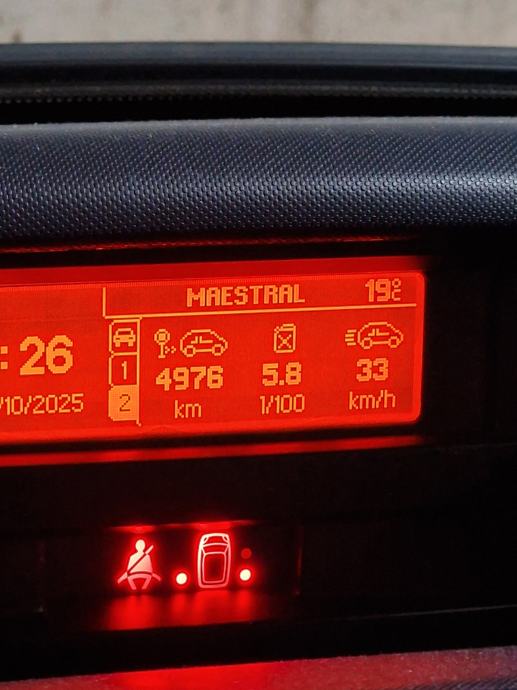 MAESTRAL 19°C
: 26
1 4976 5.8 33
/10/2025 2 km l/100 km/h